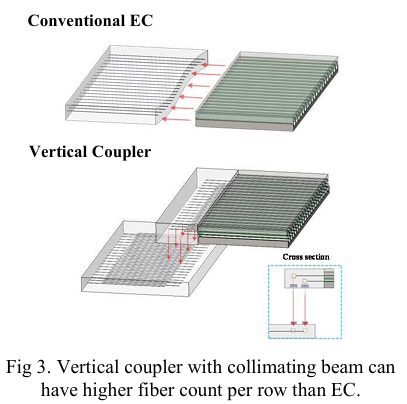 Conventional EC
Vertical Coupler
Cross section
Fig 3. Vertical coupler with collimating beam can
have higher fiber count per row than EC.